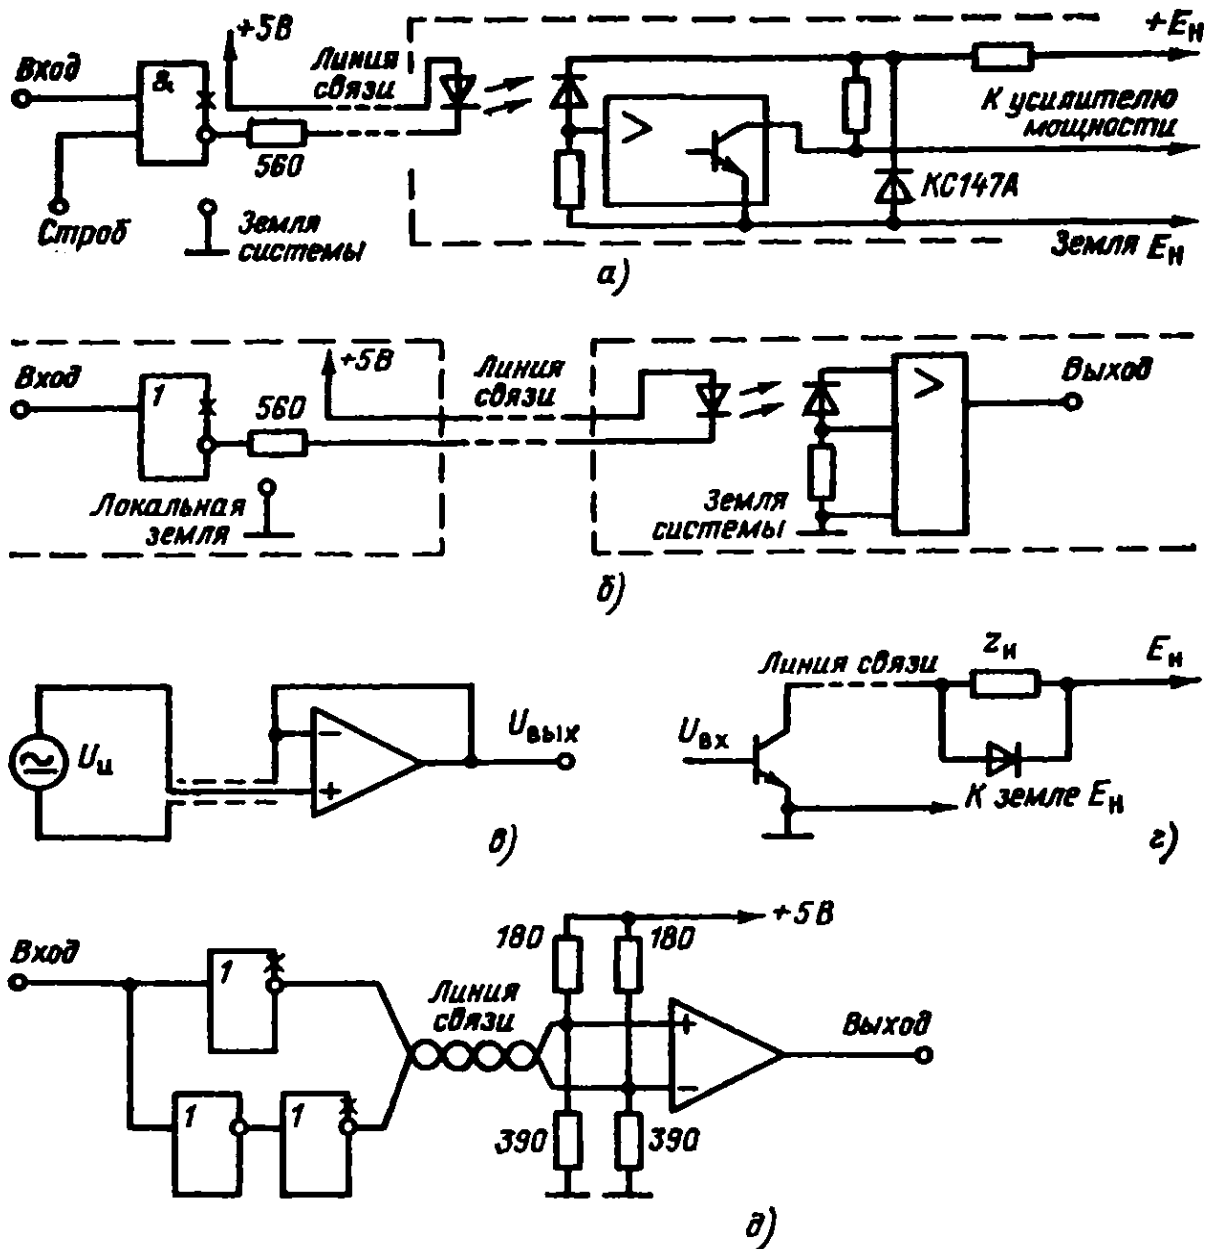 +5В
Вход
&
Линия
связи
560
Строб
Земля
системы
>
КС147А
+Eн
К усилителю
мощности
Земля Eн
а)
Вход
1
560
+5В
Линия
связи
Локальная
земля
Земля
системы
>
Выход
б)
Uц
−
+
Uвых
в)
Линия связи
Zн
Eн
Uвх
К земле Eн
г)
Вход
1
1
1
Линия
связи
180
180
+5В
+
−
390
390
Выход
д)